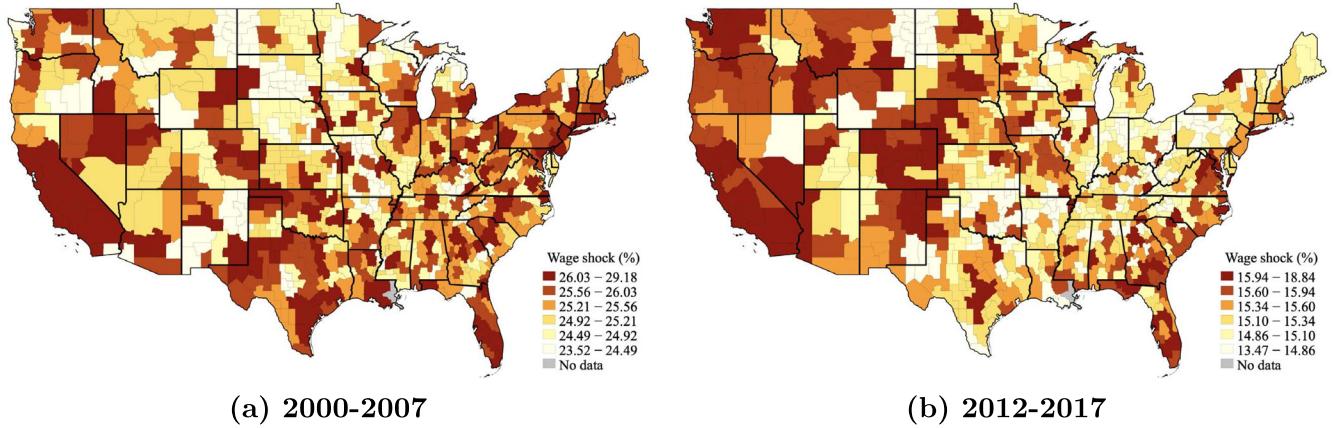 Wage shock (%)
26.03 – 29.18
25.56 – 26.03
25.21 – 25.56
24.92 – 25.21
24.49 – 24.92
23.52 – 24.49
No data
(a) 2000-2007
Wage shock (%)
15.94 – 18.84
15.60 – 15.94
15.34 – 15.60
15.10 – 15.34
14.86 – 15.10
13.47 – 14.86
No data
(b) 2012-2017